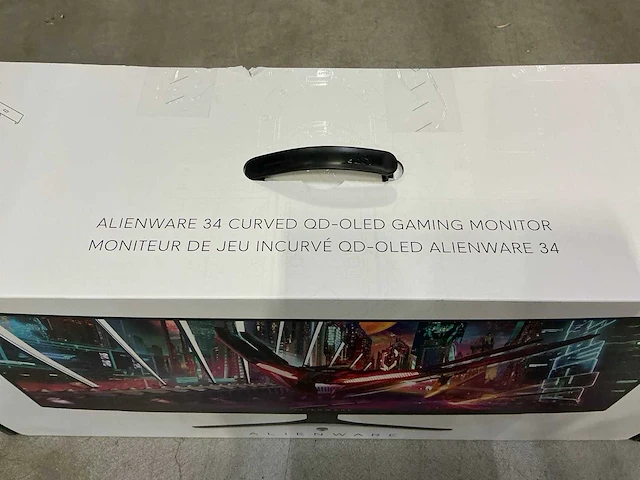 ALIENWARE 34 CURVED QD-OLED GAMING MONITOR
MONITEUR DE JEU INCURVÉ QD-OLED ALIENWARE 34
ALIENWARE